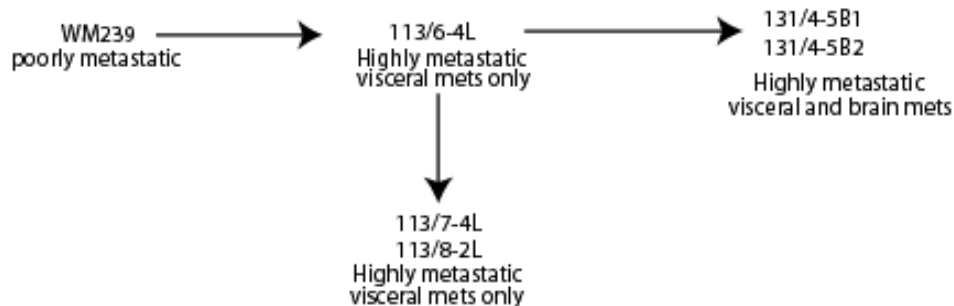 WM239
poorly metastatic
113/6-4L
Highly metastatic
visceral mets only
131/4-5B1
131/4-5B2
Highly metastatic
visceral and brain mets
113/7-4L
113/8-2L
Highly metastatic
visceral mets only